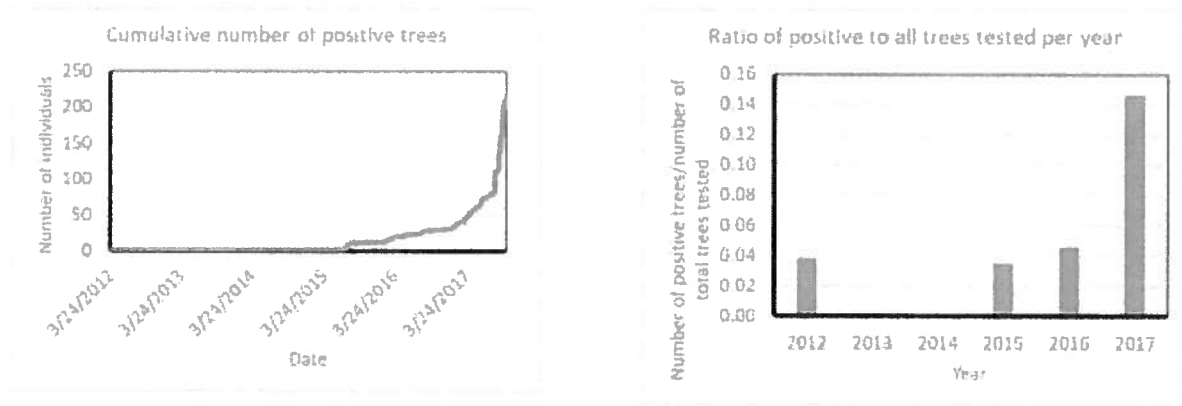 Cumulative number of positive trees
Number of individuals
250
200
150
100
50
0
3/24/2012
3/24/2013
3/24/2014
3/24/2015
3/24/2016
3/24/2017
Date
Ratio of positive to all trees tested per year
Number of positive trees/number of
total trees tested
0.16
0.14
0.12
0.10
0.08
0.06
0.04
0.02
0.00
2012 2013 2014 2015 2016 2017
Year